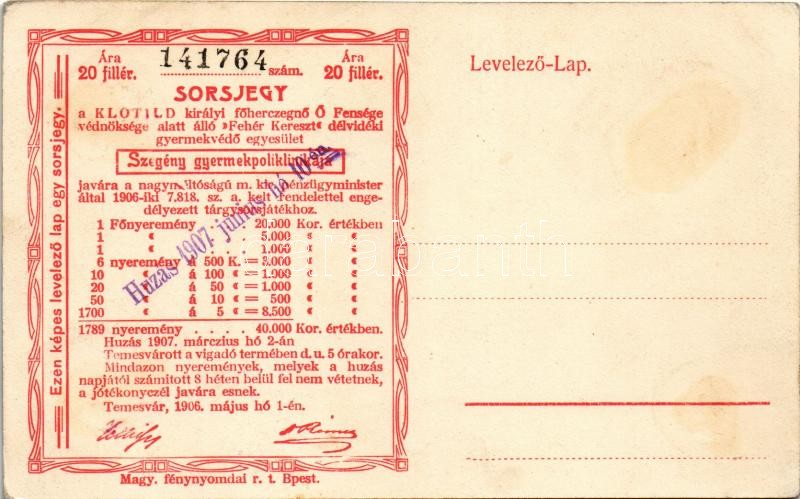 Ára 141764 Ára
20 fillér. szám. 20 fillér.
SORSJEGY
a KLOTILD királyi főherczegnő Ő Fensége
védnöksége alatt álló »Fehér Kereszt« délvidéki
gyermekvédő egyesület
Szegény gyermekpoliklinikája
javára a nagyméltóságú m. kir. pénzügyminister
által 1906-iki 7.818. sz. a. kelt rendelettel enge-
délyezett tárgysorsjátékhoz.
1 Főnyeremény . . . 20.000 Kor. értékben
1 « . . . 5.000 « «
1 « . . . 1.000 « «
6 nyeremény á 500 K. = 3.000 « «
10 « á 100 « = 1.000 « «
20 « á 50 « = 1.000 « «
50 « á 10 « = 500 « «
1700 « á 5 « = 8.500 « «
1789 nyeremény . . . . 40.000 Kor. értékben.
Huzás 1907. márczius hó 2-án
Temesvárott a vigadó termében d. u. 5 órakor.
Mindazon nyeremények, melyek a huzás
napjától számitott 8 héten belül fel nem vétetnek,
a jótékonyczél javára esnek.
Temesvár, 1906. május hó 1-én.
Magy. fénynyomdai r. t. Bpest.
Ezen képes levelező lap egy sorsjegy.
Huzás 1907 junius hó 10-én.
Levelező-Lap.